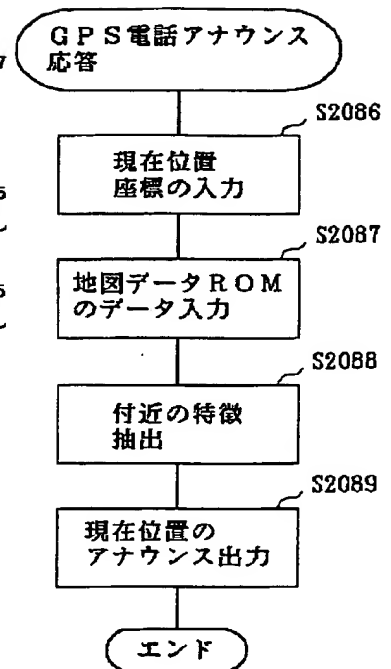 GPS電話アナウンス
応答
S2086
現在位置
座標の入力
S2087
地図データROM
のデータ入力
S2088
付近の特徴
抽出
S2089
現在位置の
アナウンス出力
エンド